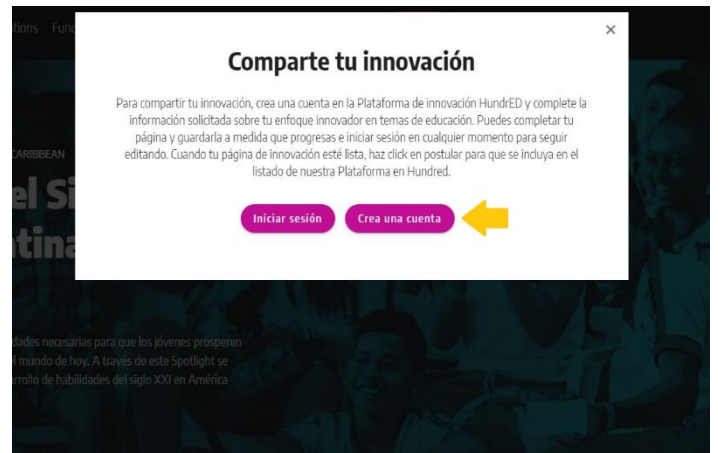 tions Fund
×
Comparte tu innovación
Para compartir tu innovación, crea una cuenta en la Plataforma de innovación HundrED y complete la
información solicitada sobre tu enfoque innovador en temas de educación. Puedes completar tu
página y guardarla a medida que progresas e iniciar sesión en cualquier momento para seguir
editando. Cuando tu página de innovación esté lista, haz click en postular para que se incluya en el
listado de nuestra Plataforma en Hundred.
Iniciar sesión Crea una cuenta
CARIBBEAN
el Si
tina
dades necesarias para que los jóvenes prosperen
l mundo de hoy. A través de este Spotlight se
rrollo de habilidades del siglo XXI en América